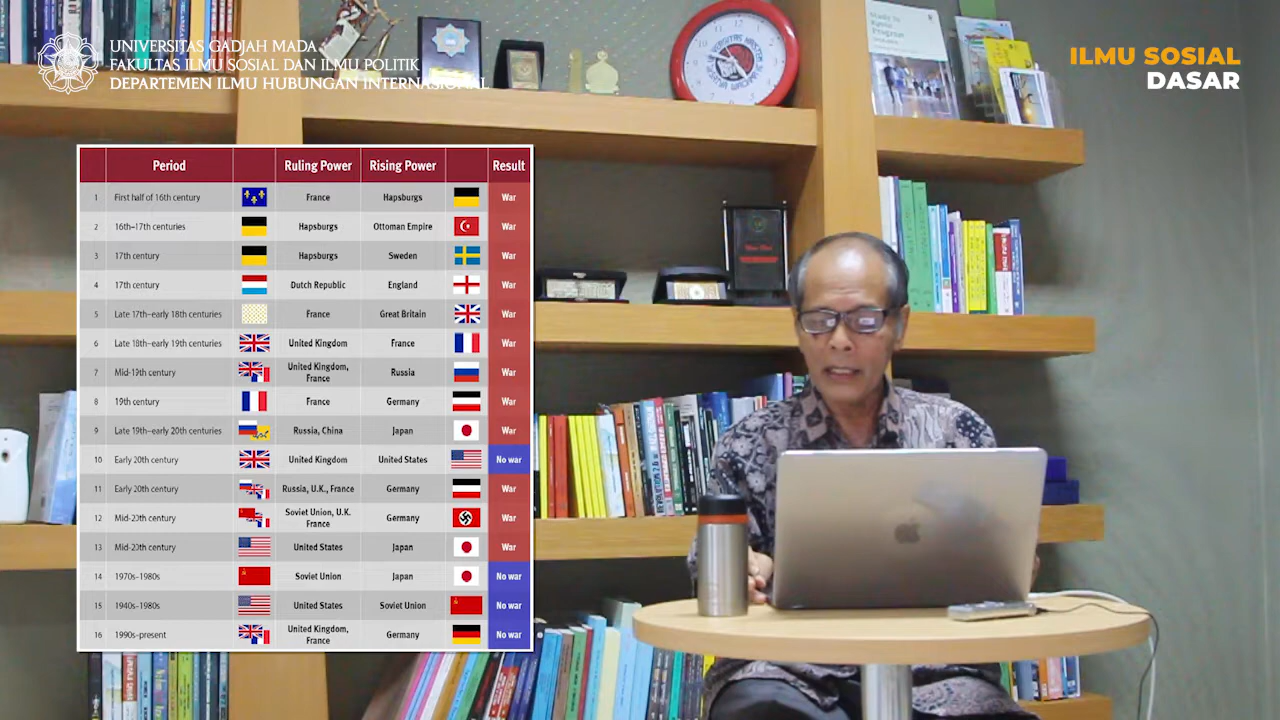 UNIVERSITAS GADJAH MADA
FAKULTAS ILMU SOSIAL DAN ILMU POLITIK
DEPARTEMEN ILMU HUBUNGAN INTERNASIONAL
ILMU SOSIAL
DASAR
Period Ruling Power Rising Power Result
1 First half of 16th century France Hapsburgs War
2 16th–17th centuries Hapsburgs Ottoman Empire War
3 17th century Hapsburgs Sweden War
4 17th century Dutch Republic England War
5 Late 17th–early 18th centuries France Great Britain War
6 Late 18th–early 19th centuries United Kingdom France War
7 Mid-19th century United Kingdom, France Russia War
8 19th century France Germany War
9 Late 19th–early 20th centuries Russia, China Japan War
10 Early 20th century United Kingdom United States No war
11 Early 20th century Russia, U.K., France Germany War
12 Mid-20th century Soviet Union, U.K. France Germany War
13 Mid-20th century United States Japan War
14 1970s–1980s Soviet Union Japan No war
15 1940s–1980s United States Soviet Union No war
16 1990s–present United Kingdom, France Germany No war